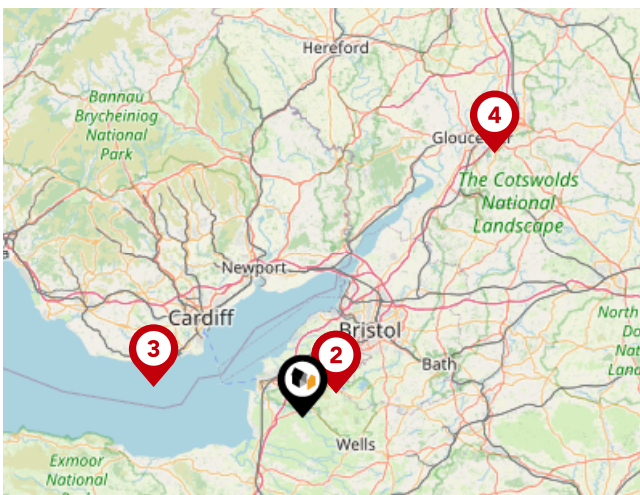 Hereford
Bannau
Brycheiniog
National
Park
4
The Cotswolds
National
Landscape
Newport
Cardiff
Bristol
3
2
Bath
North
Nat
Wells
Exmoor
National